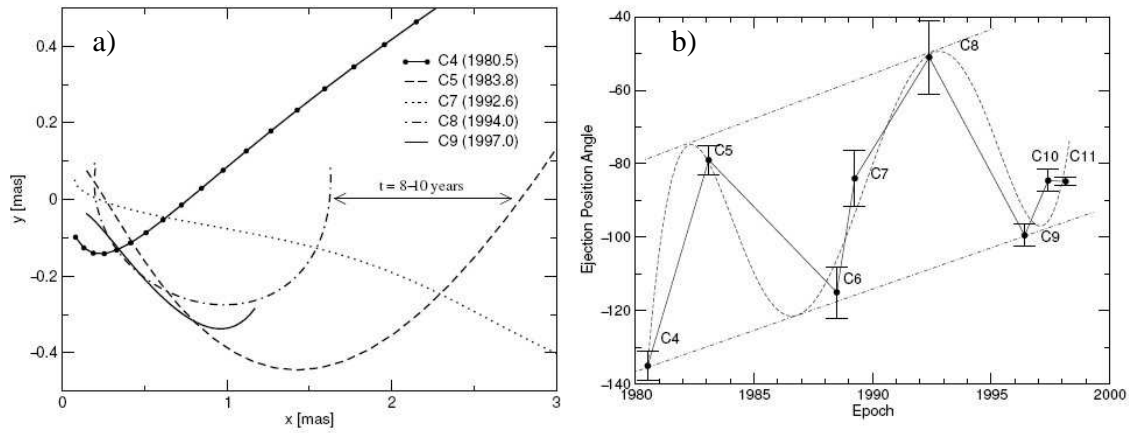 a)
0.4
0.2
0
-0.2
-0.4
y [mas]
C4 (1980.5)
C5 (1983.8)
C7 (1992.6)
C8 (1994.0)
C9 (1997.0)
t = 8-10 years
0
1
2
3
x [mas]
b)
-40
-60
-80
-100
-120
-140
Ejection Position Angle
C4
C5
C6
C7
C8
C9
C10
C11
1980
1985
1990
1995
2000
Epoch